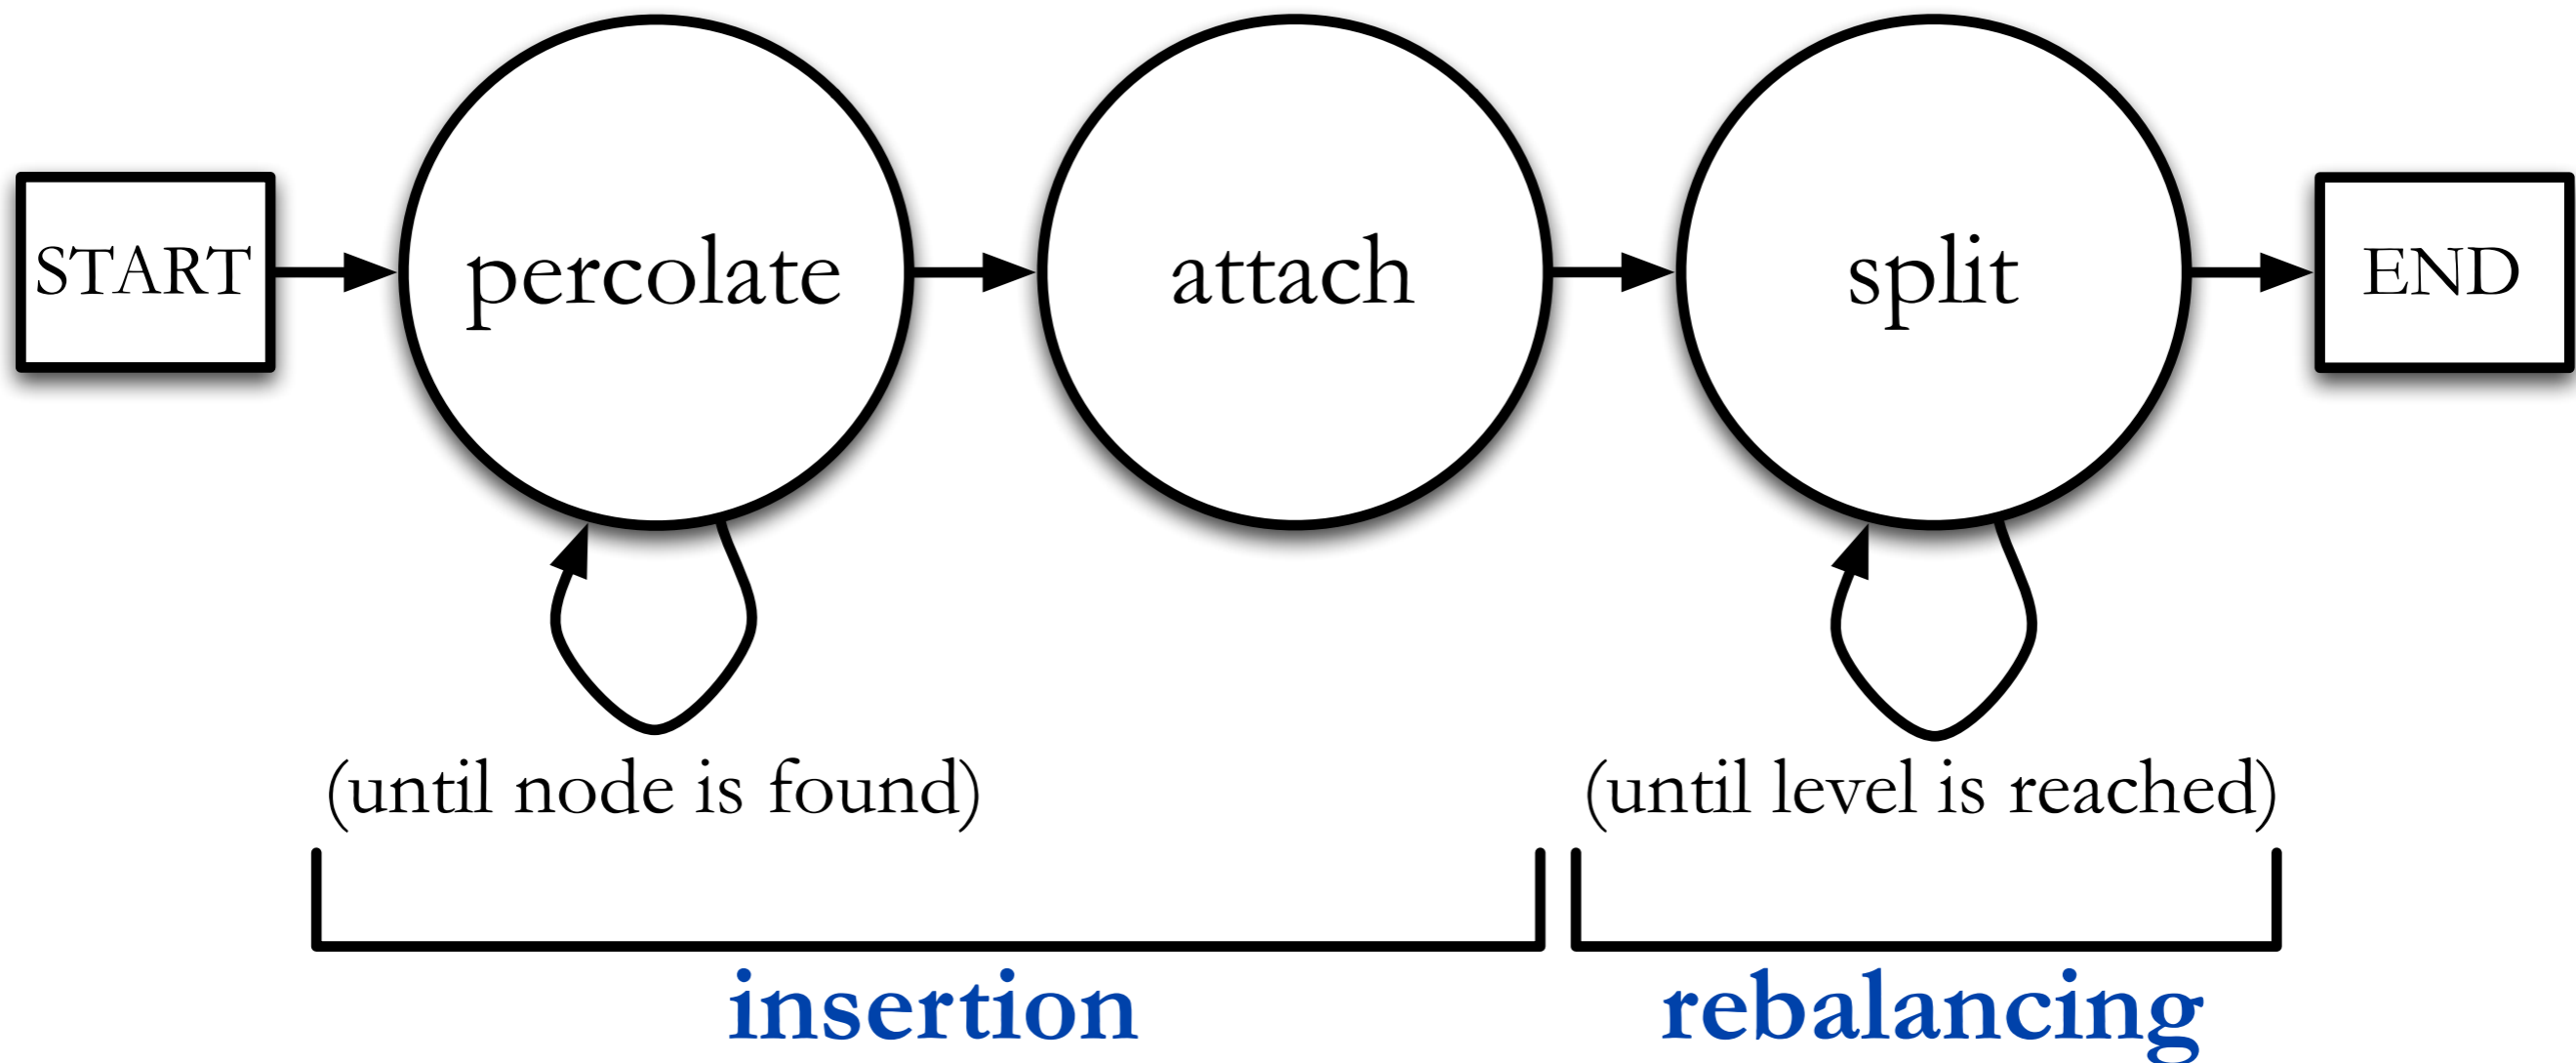 START
percolate
attach
split
END
(until node is found)
(until level is reached)
insertion
rebalancing